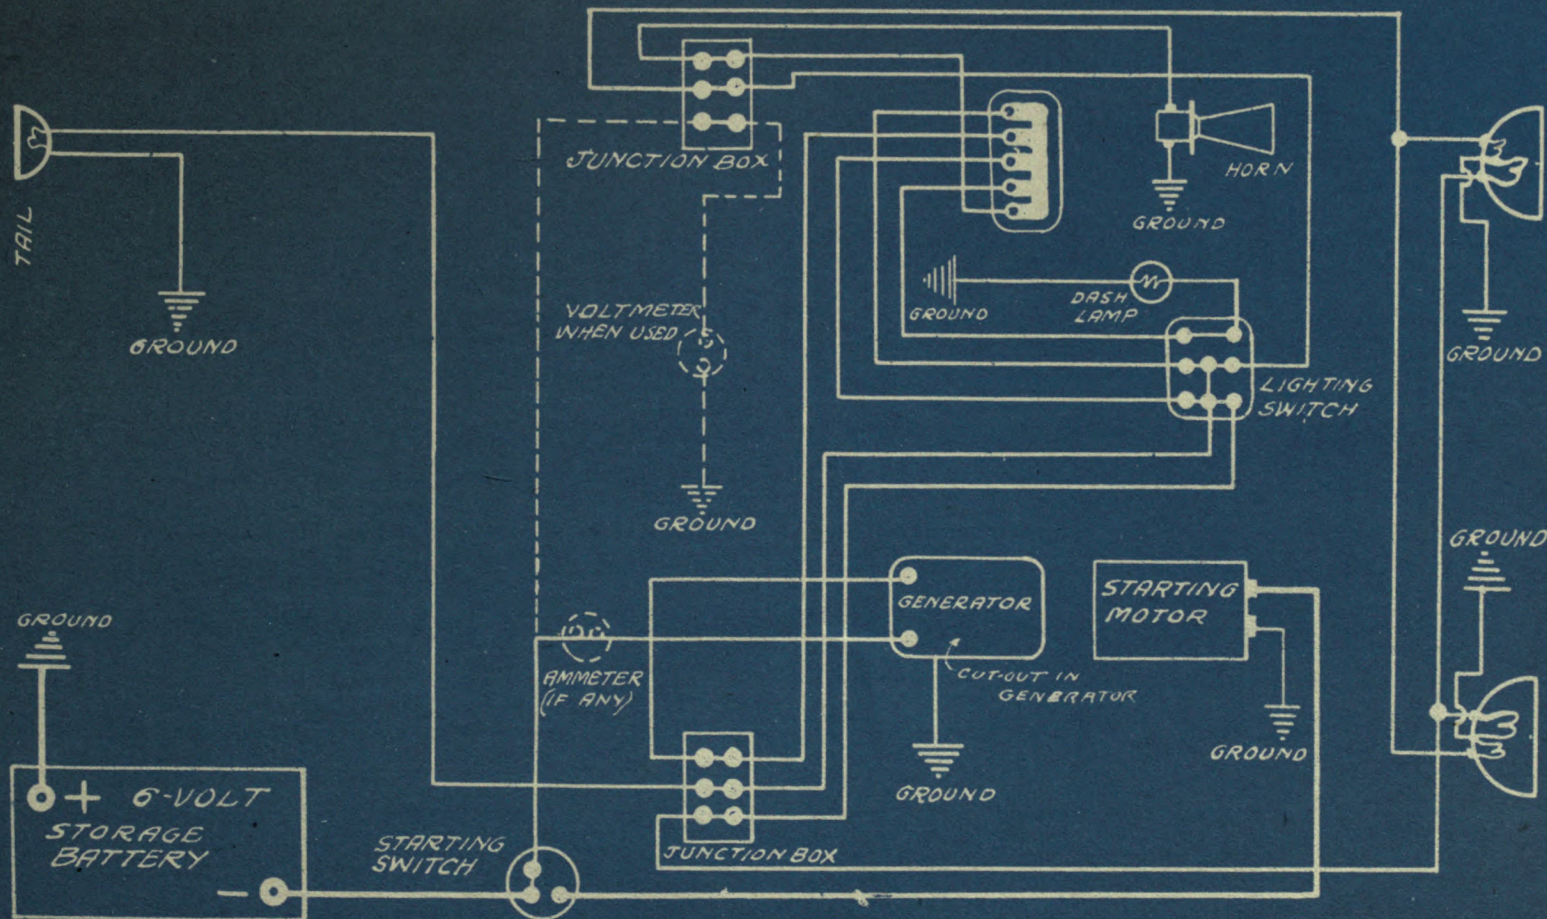 JUNCTION BOX
HORN
GROUND
TAIL
GROUND
VOLTMETER
WHEN USED
GROUND
DASH
LAMP
GROUND
LIGHTING
SWITCH
GROUND
GROUND
GROUND
GENERATOR
STARTING
MOTOR
AMMETER
(IF ANY)
CUT-OUT IN
GENERATOR
GROUND
GROUND
+ 6-VOLT
STORAGE
BATTERY
-
STARTING
SWITCH
JUNCTION BOX